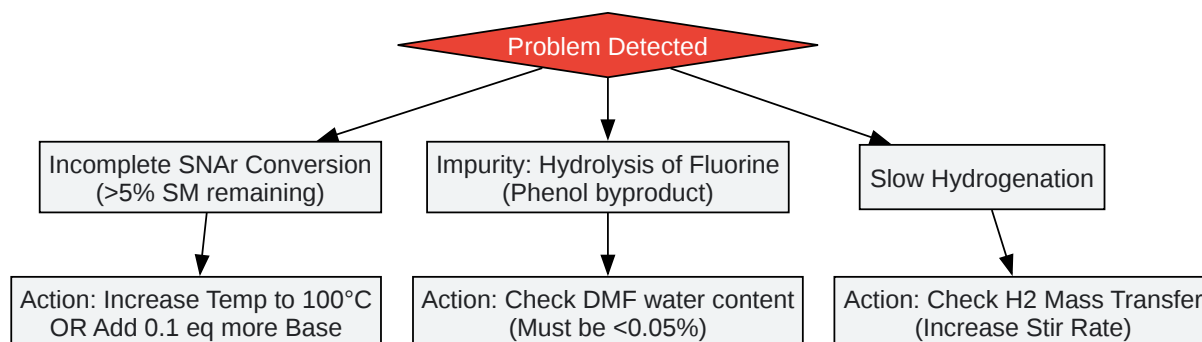 Problem Detected
Incomplete SNAr Conversion
(>5% SM remaining)
Impurity: Hydrolysis of Fluorine
(Phenol byproduct)
Slow Hydrogenation
Action: Increase Temp to 100°C
OR Add 0.1 eq more Base
Action: Check DMF water content
(Must be <0.05%)
Action: Check H2 Mass Transfer
(Increase Stir Rate)